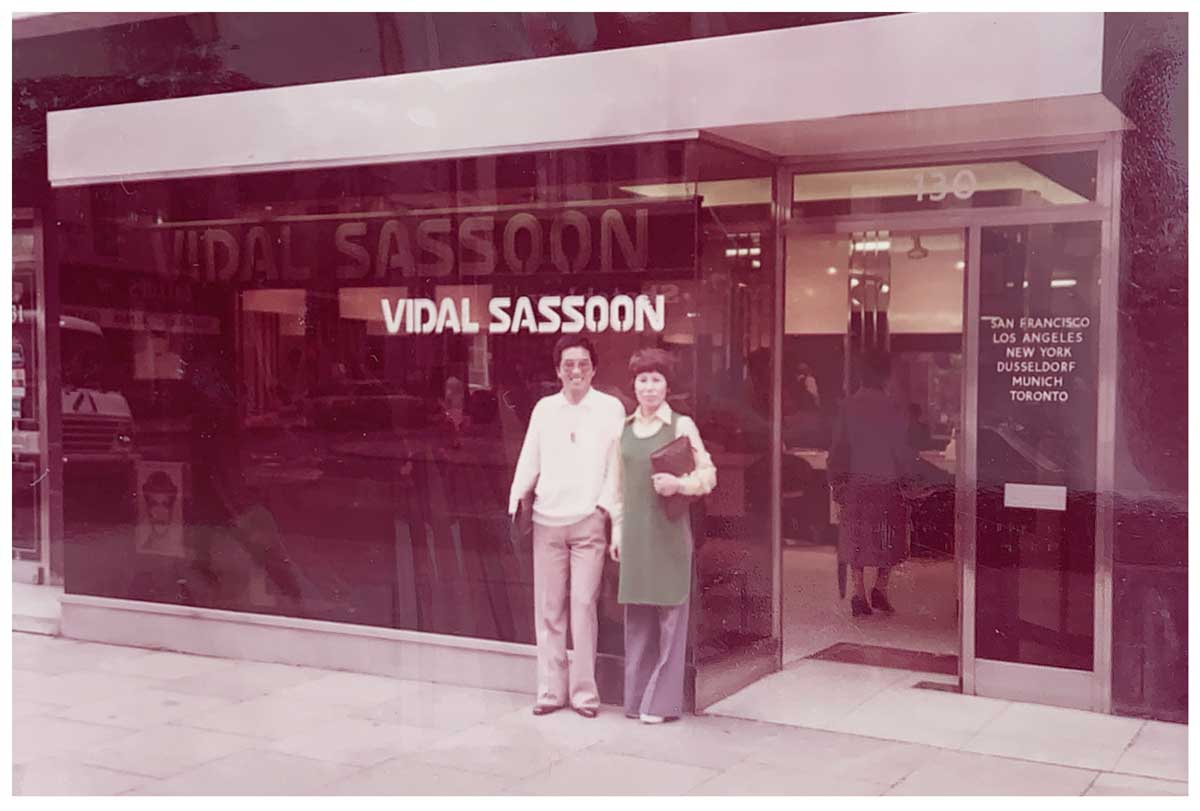 130
VIDAL SASSOON
VIDAL SASSOON
SAN FRANCISCO
LOS ANGELES
NEW YORK
DUSSELDORF
MUNICH
TORONTO